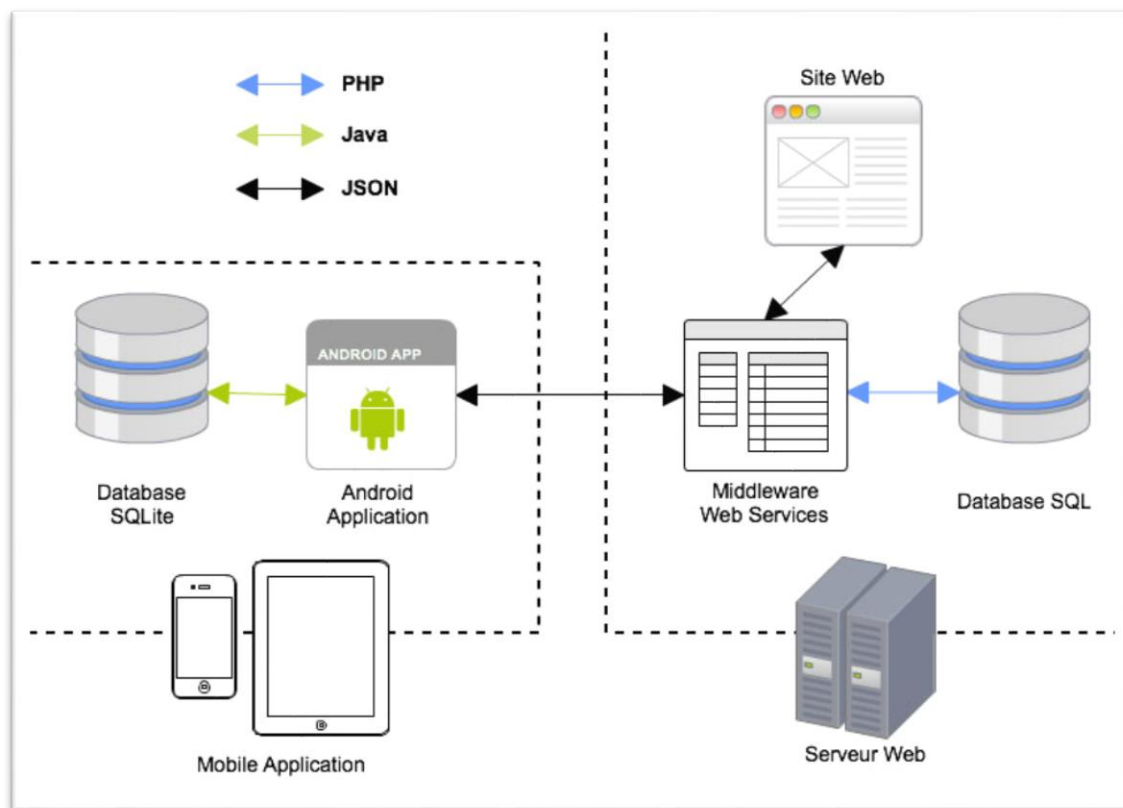 PHP
Java
JSON
Site Web
ANDROID APP
Database
SQLite
Android
Application
Middleware
Web Services
Database SQL
Mobile Application
Serveur Web